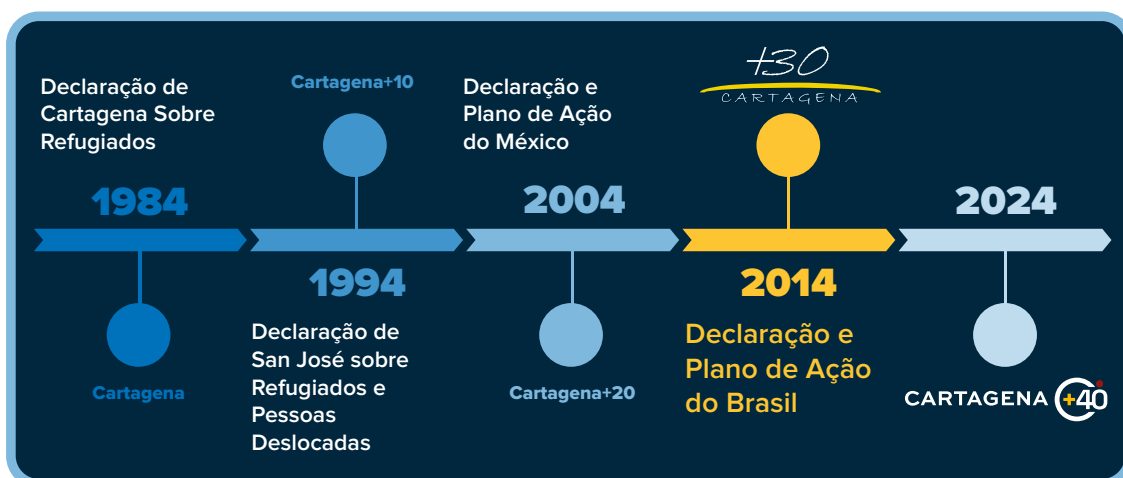 Declaração de
Cartagena Sobre
Refugiados
1984
Cartagena
Cartagena+10
1994
Declaração de
San José sobre
Refugiados e
Pessoas
Deslocadas
Declaração e
Plano de Ação
do México
2004
Cartagena+20
+30
CARTAGENA
2014
Declaração e
Plano de Ação
do Brasil
2024
CARTAGENA +40